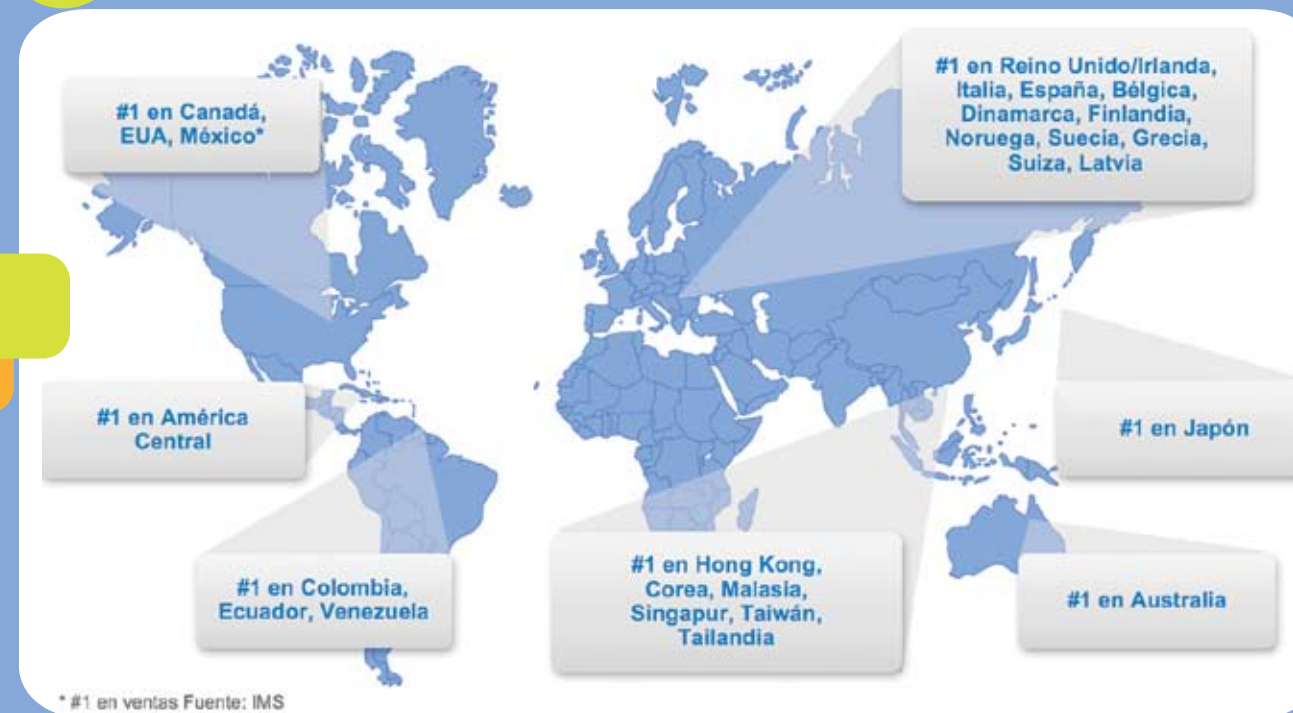 #1 en Canadá,
EUA, México*
#1 en Reino Unido/Irlanda,
Italia, España, Bélgica,
Dinamarca, Finlandia,
Noruega, Suecia, Grecia,
Suiza, Latvia
#1 en América
Central
#1 en Japón
#1 en Colombia,
Ecuador, Venezuela
#1 en Hong Kong,
Corea, Malasia,
Singapur, Taiwán,
Tailandia
#1 en Australia
* #1 en ventas Fuente: IMS